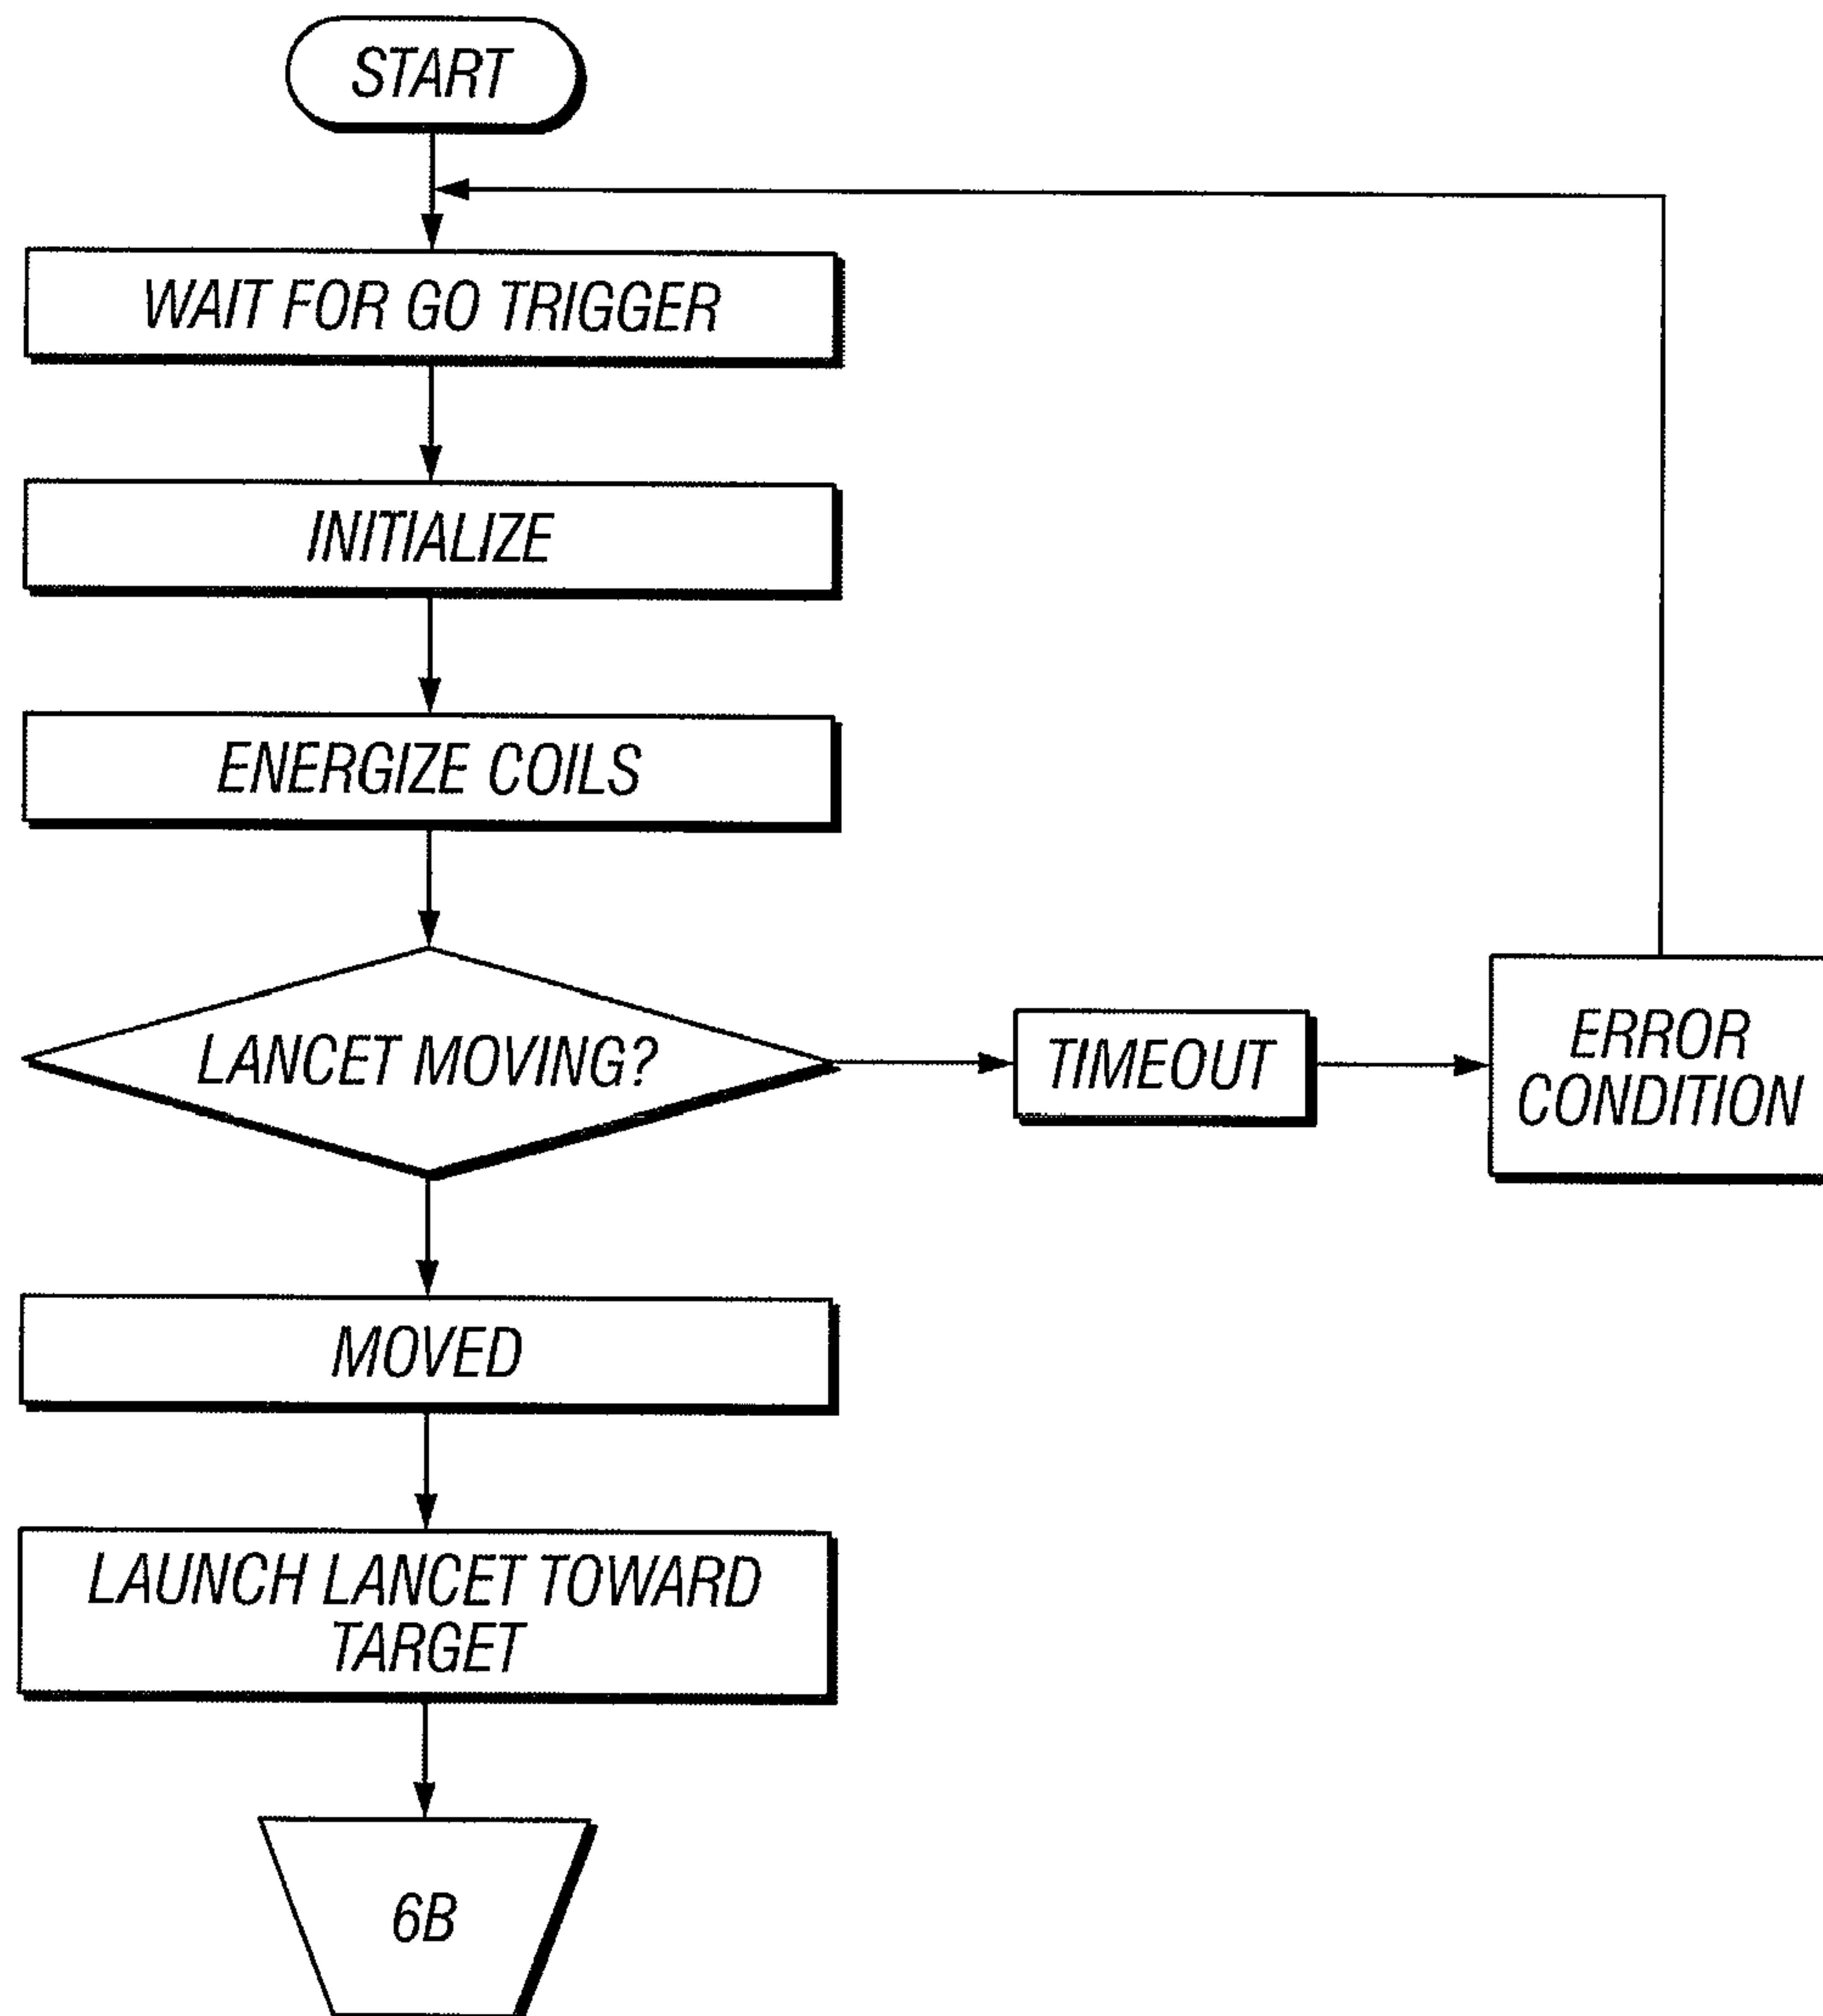 START
WAIT FOR GO TRIGGER
INITIALIZE
ENERGIZE COILS
LANCET MOVING?
TIMEOUT
ERROR
CONDITION
MOVED
LAUNCH LANCET TOWARD
TARGET
6B